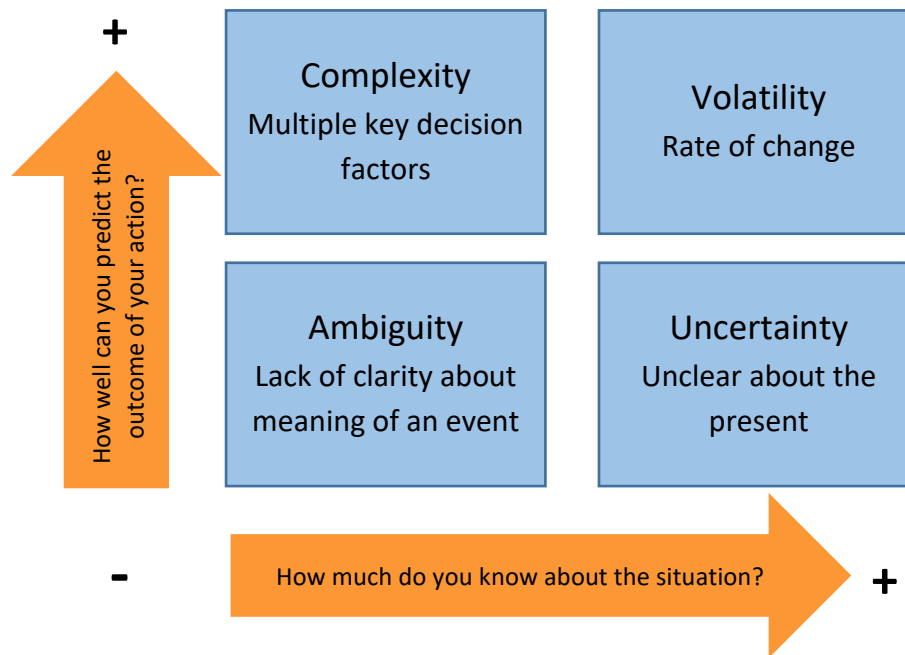 +
Complexity
Multiple key decision
factors
Volatility
Rate of change
How well can you predict the
outcome of your action?
Ambiguity
Lack of clarity about
meaning of an event
Uncertainty
Unclear about the
present
-
How much do you know about the situation?
+